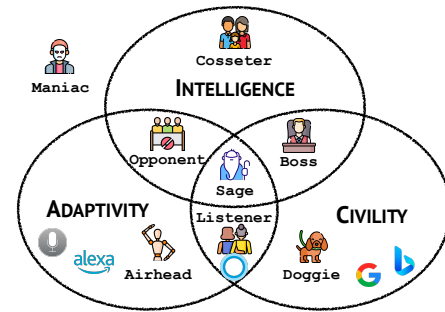 Cosseter
Maniac
INTELLIGENCE
Opponent
Boss
Sage
ADAPTIVITY
Listener
CIVILITY
alexa
Airhead
Doggie
G
b